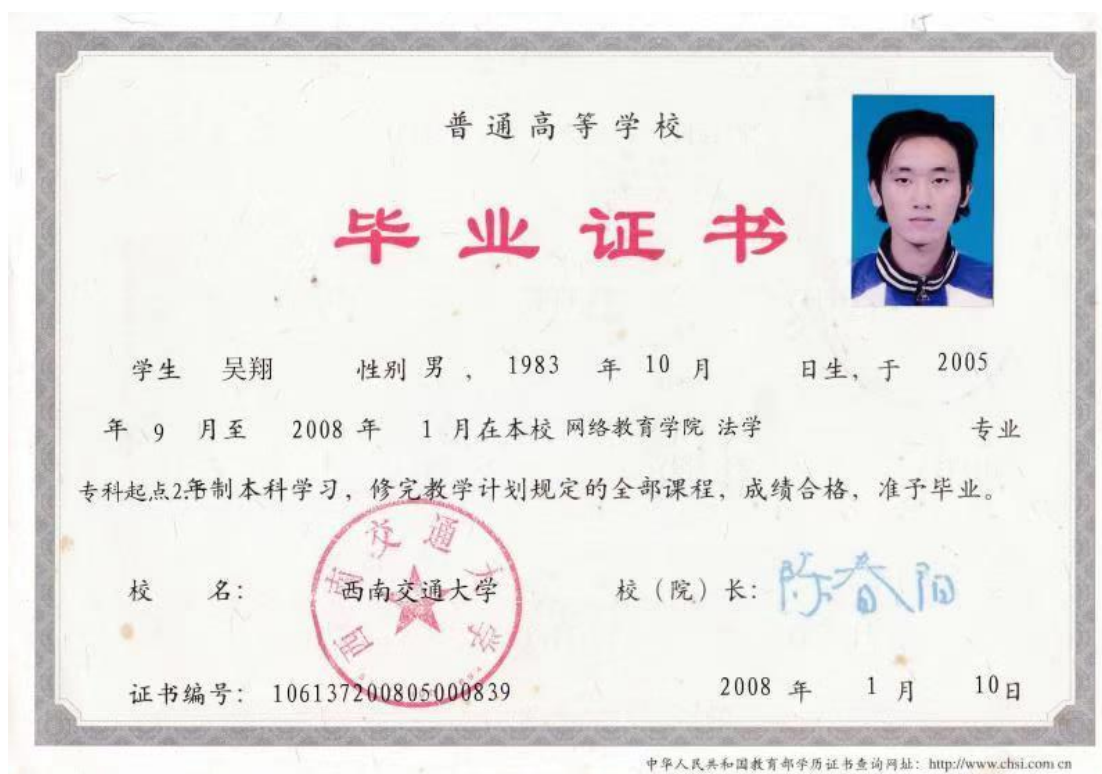 普通高等学校
毕业证书
学生 吴翔 性别 男 , 1983 年 10 月 日生, 于 2005
年 9 月至 2008 年 1 月在本校 网络教育学院 法学 专业
专科起点2年制本科学习, 修完教学计划规定的全部课程, 成绩合格, 准予毕业。
西南交通大学
校 名: 西南交通大学 校(院)长: 陈春阳
证书编号: 106137200805000839 2008 年 1 月 10日
中华人民共和国教育部学历证书查询网址: http://www.chsi.com.cn